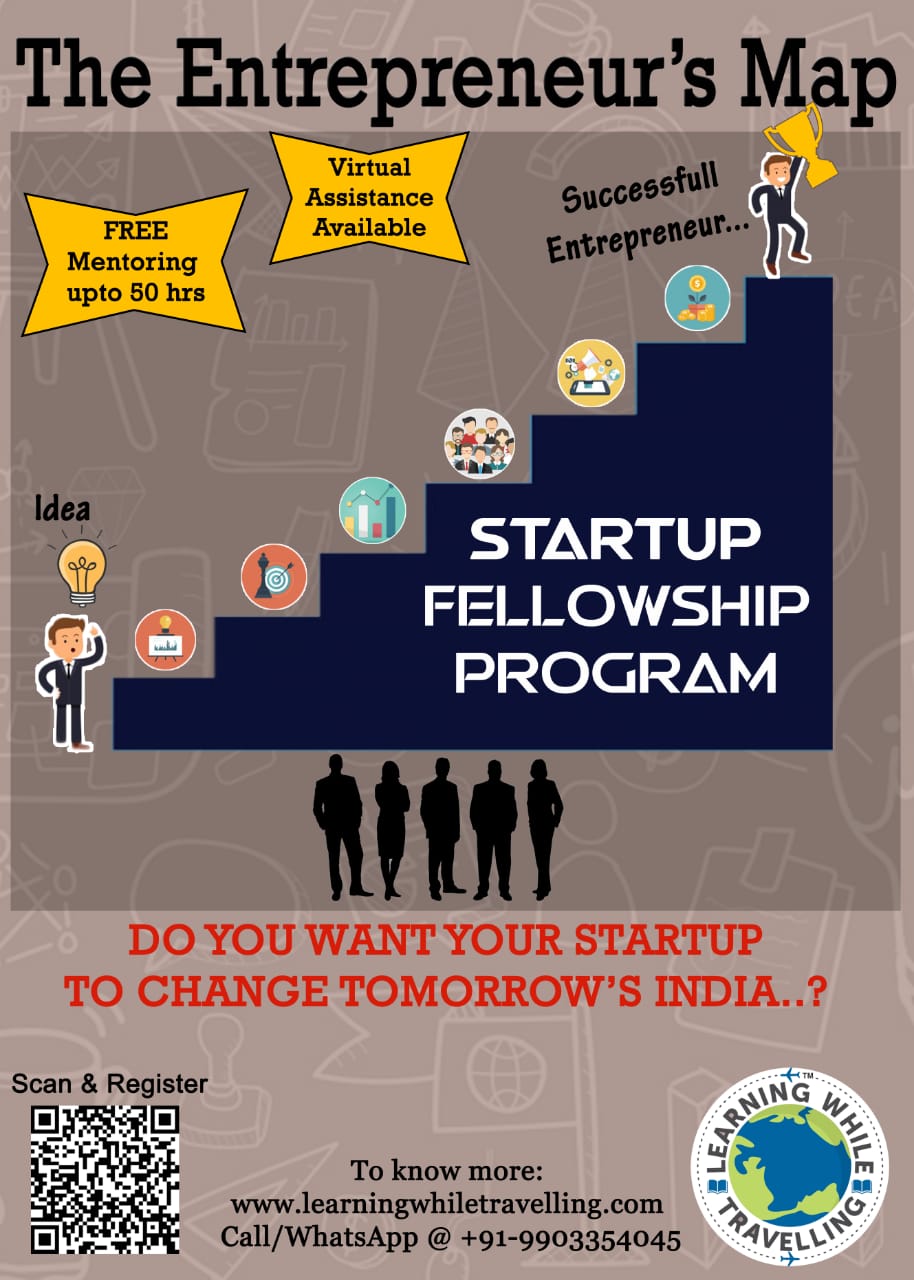 The Entrepreneur's Map
FREE
Mentoring
upto 50 hrs
Virtual
Assistance
Available
Successfull
Entrepreneur...
Idea
STARTUP
FELLOWSHIP
PROGRAM
DO YOU WANT YOUR STARTUP
TO CHANGE TOMORROW'S INDIA..?
Scan & Register
To know more:
www.learningwhiletravelling.com
Call/WhatsApp @ +91-9903354045
LEARNING WHILE
TRAVELLING
TM